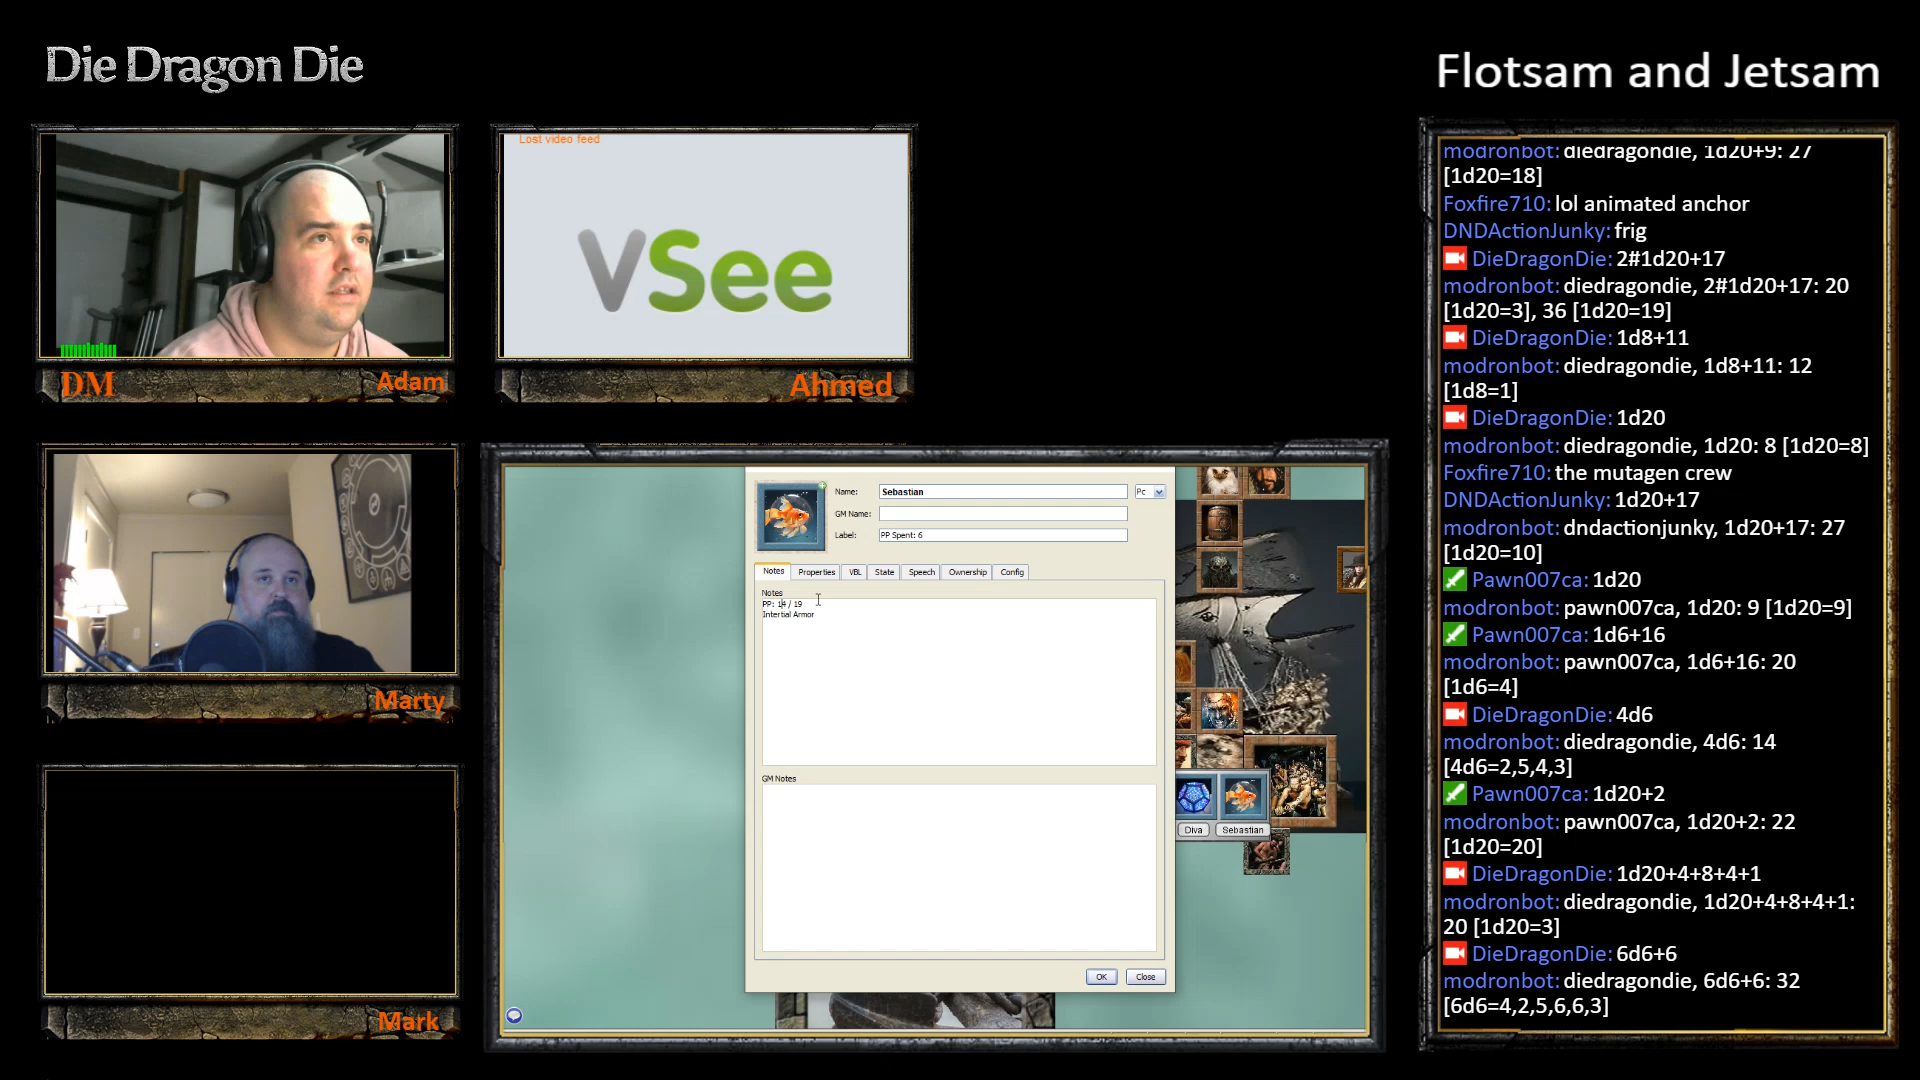 Die Dragon Die
Flotsam and Jetsam
Lost video feed
VSee
DM
Adam
Ahmed
Marty
Mark
Name:
Sebastian
Pc
GM Name:
Label:
PP Spent: 6
Notes
Properties
VBL
State
Speech
Ownership
Config
Notes
PP: 14 / 19
Intertial Armor
GM Notes
OK
Close
Diva
Sebastian
modronbot: diedragondie, 1d20+9: 27
[1d20=18]
Foxfire710: lol animated anchor
DNDActionJunky: frig
DieDragonDie: 2#1d20+17
modronbot: diedragondie, 2#1d20+17: 20
[1d20=3], 36 [1d20=19]
DieDragonDie: 1d8+11
modronbot: diedragondie, 1d8+11: 12
[1d8=1]
DieDragonDie: 1d20
modronbot: diedragondie, 1d20: 8 [1d20=8]
Foxfire710: the mutagen crew
DNDActionJunky: 1d20+17
modronbot: dndactionjunky, 1d20+17: 27
[1d20=10]
Pawn007ca: 1d20
modronbot: pawn007ca, 1d20: 9 [1d20=9]
Pawn007ca: 1d6+16
modronbot: pawn007ca, 1d6+16: 20
[1d6=4]
DieDragonDie: 4d6
modronbot: diedragondie, 4d6: 14
[4d6=2,5,4,3]
Pawn007ca: 1d20+2
modronbot: pawn007ca, 1d20+2: 22
[1d20=20]
DieDragonDie: 1d20+4+8+4+1
modronbot: diedragondie, 1d20+4+8+4+1:
20 [1d20=3]
DieDragonDie: 6d6+6
modronbot: diedragondie, 6d6+6: 32
[6d6=4,2,5,6,6,3]